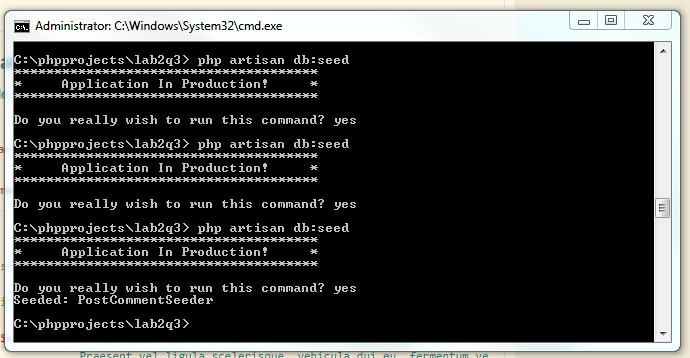 Administrator: C:\Windows\System32\cmd.exe
C:\phpprojects\lab2q3> php artisan db:seed
**************************************
*     Application In Production!     *
**************************************
Do you really wish to run this command? yes
C:\phpprojects\lab2q3> php artisan db:seed
**************************************
*     Application In Production!     *
**************************************
Do you really wish to run this command? yes
C:\phpprojects\lab2q3> php artisan db:seed
**************************************
*     Application In Production!     *
**************************************
Do you really wish to run this command? yes
Seeded: PostCommentSeeder
C:\phpprojects\lab2q3>
Praesent vel ligula scelerisque, vehicula dui eu, fermentum ve